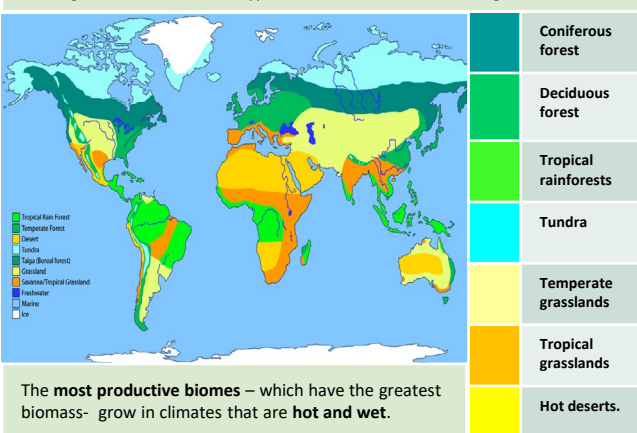 Tropical Rain Forest
Temperate Forest
Desert
Tundra
Taiga (Boreal forest)
Grassland
Savanna/Tropical Grassland
Freshwater
Marine
Ice
The most productive biomes – which have the greatest
biomass- grow in climates that are hot and wet.
Coniferous
forest
Deciduous
forest
Tropical
rainforests
Tundra
Temperate
grasslands
Tropical
grasslands
Hot deserts.